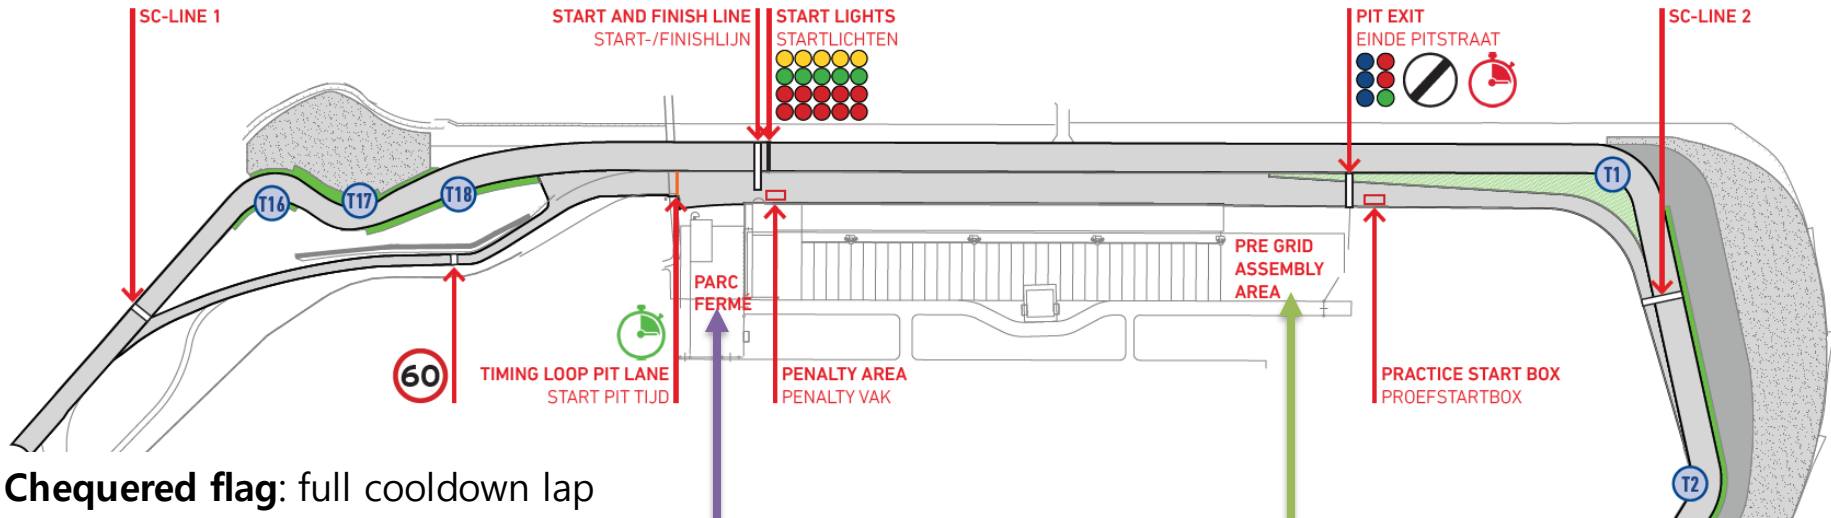 SC-LINE 1
START AND FINISH LINE
START-/FINISHLIJN
START LIGHTS
STARTLICHTEN
PIT EXIT
EINDE PITSTRAAT
SC-LINE 2
T16
T17
T18
T1
PRE GRID
ASSEMBLY
AREA
PARC
FERME
60
TIMING LOOP PIT LANE
START PIT TIJD
PENALTY AREA
PENALTY VAK
PRACTICE START BOX
PROEFSTARTBOX
T2
Chequered flag: full cooldown lap